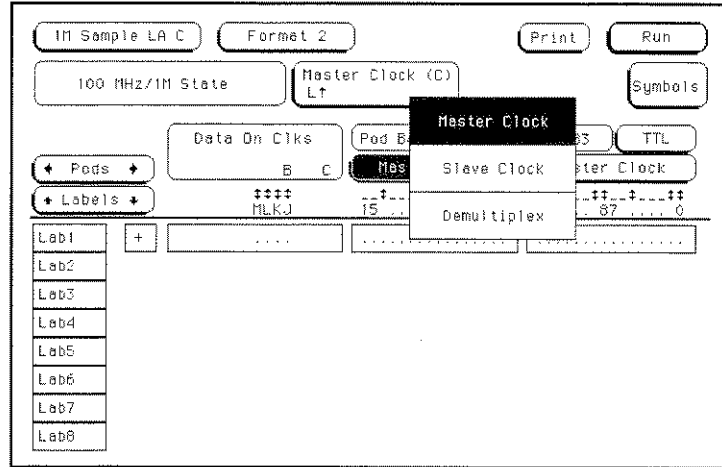 1M Sample LA C Format 2 Print Run
100 MHz/1M State Master Clock (C) Symbols
L↑
Master Clock
Data On Clks Pod B TTL
B C
← Pods → Mas Slave Clock ster Clock
← Labels → MLKJ 15 .. Demultiplex .. 87 .... 0
Lab1 + .... ................
Lab2
Lab3
Lab4
Lab5
Lab6
Lab7
Lab8